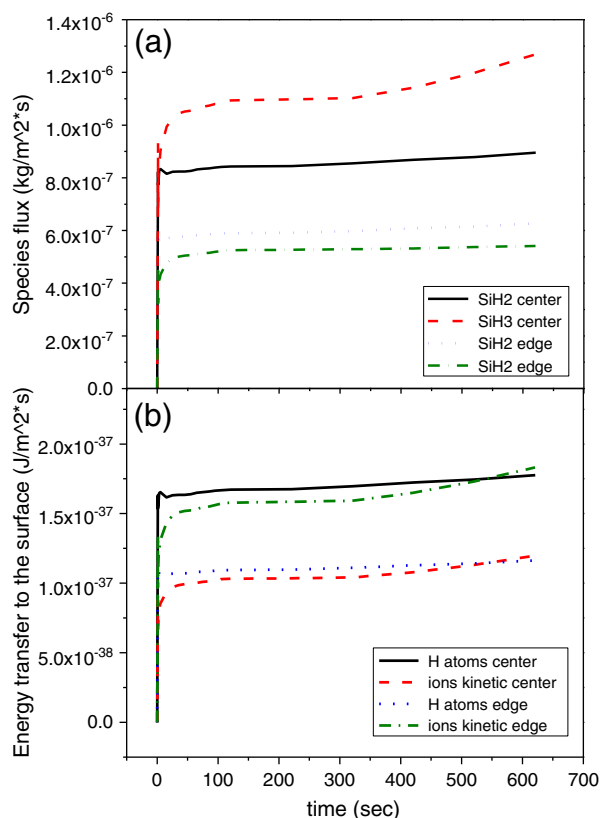 (a)
Species flux (kg/m^2*s)
1.4x10-6
1.2x10-6
1.0x10-6
8.0x10-7
6.0x10-7
4.0x10-7
2.0x10-7
0.0
SiH2 center
SiH3 center
SiH2 edge
SiH2 edge
(b)
Energy transfer to the surface (J/m^2*s)
2.0x10-37
1.5x10-37
1.0x10-37
5.0x10-38
0.0
H atoms center
ions kinetic center
H atoms edge
ions kinetic edge
0 100 200 300 400 500 600 700
time (sec)